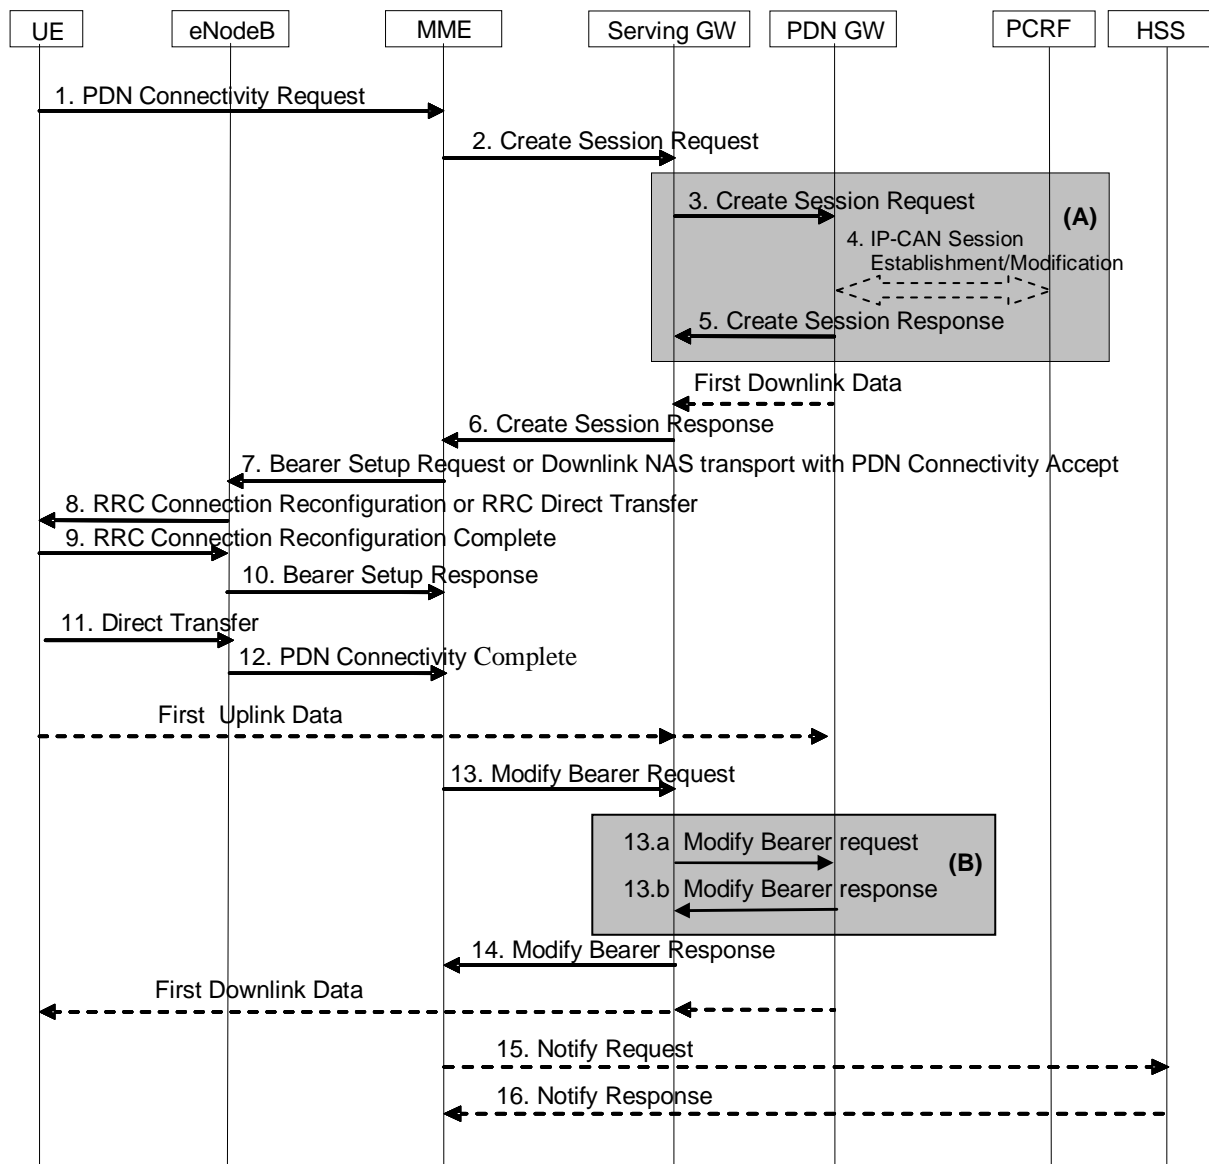 UE eNodeB MME Serving GW PDN GW PCRF HSS
1. PDN Connectivity Request
2. Create Session Request
3. Create Session Request
(A)
4. IP-CAN Session
Establishment/Modification
5. Create Session Response
First Downlink Data
6. Create Session Response
7. Bearer Setup Request or Downlink NAS transport with PDN Connectivity Accept
8. RRC Connection Reconfiguration or RRC Direct Transfer
9. RRC Connection Reconfiguration Complete
10. Bearer Setup Response
11. Direct Transfer
12. PDN Connectivity Complete
First Uplink Data
13. Modify Bearer Request
13.a Modify Bearer request
(B)
13.b Modify Bearer response
14. Modify Bearer Response
First Downlink Data
15. Notify Request
16. Notify Response